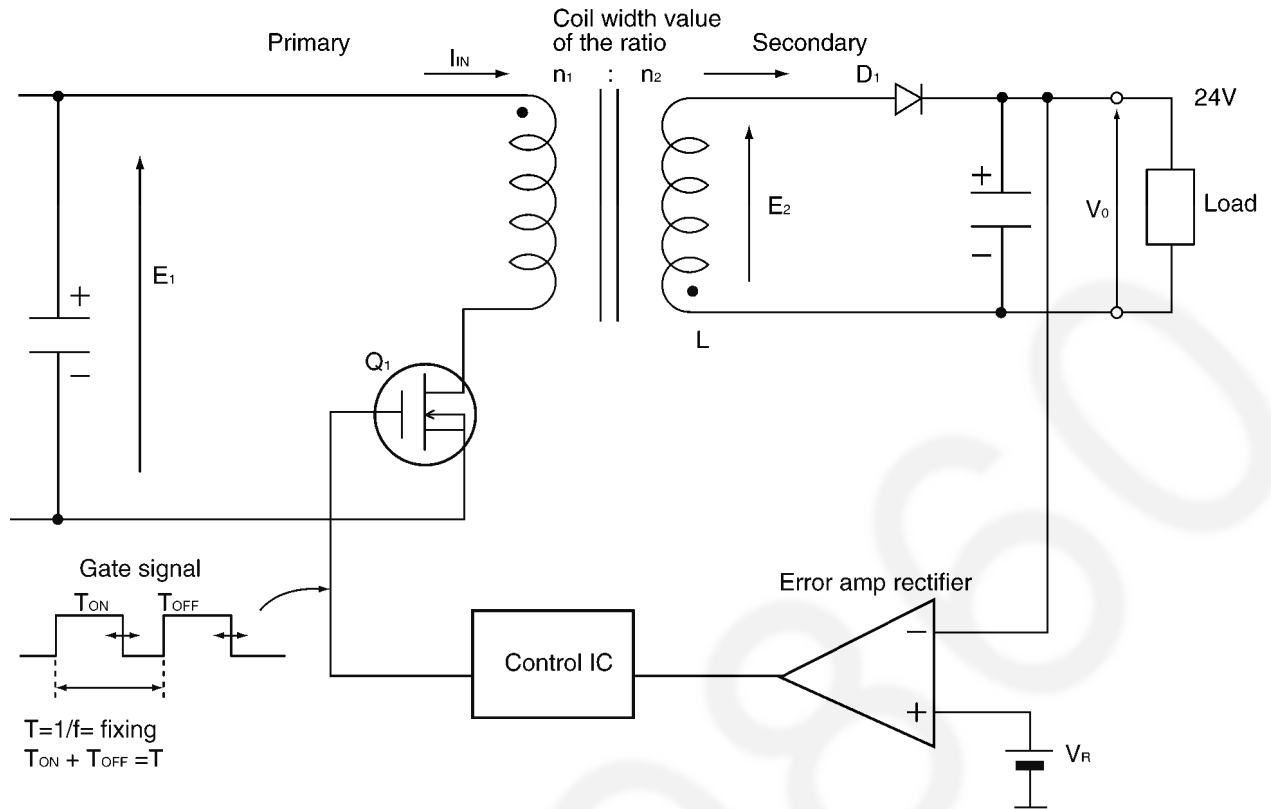 Coil width value
of the ratio
Primary
Secondary
IIN
n1 : n2
D1
24V
+
−
E1
E2
+
−
V0
Load
L
Q1
Gate signal
TON
TOFF
T=1/f= fixing
TON + TOFF =T
Control IC
Error amp rectifier
−
+
VR
860